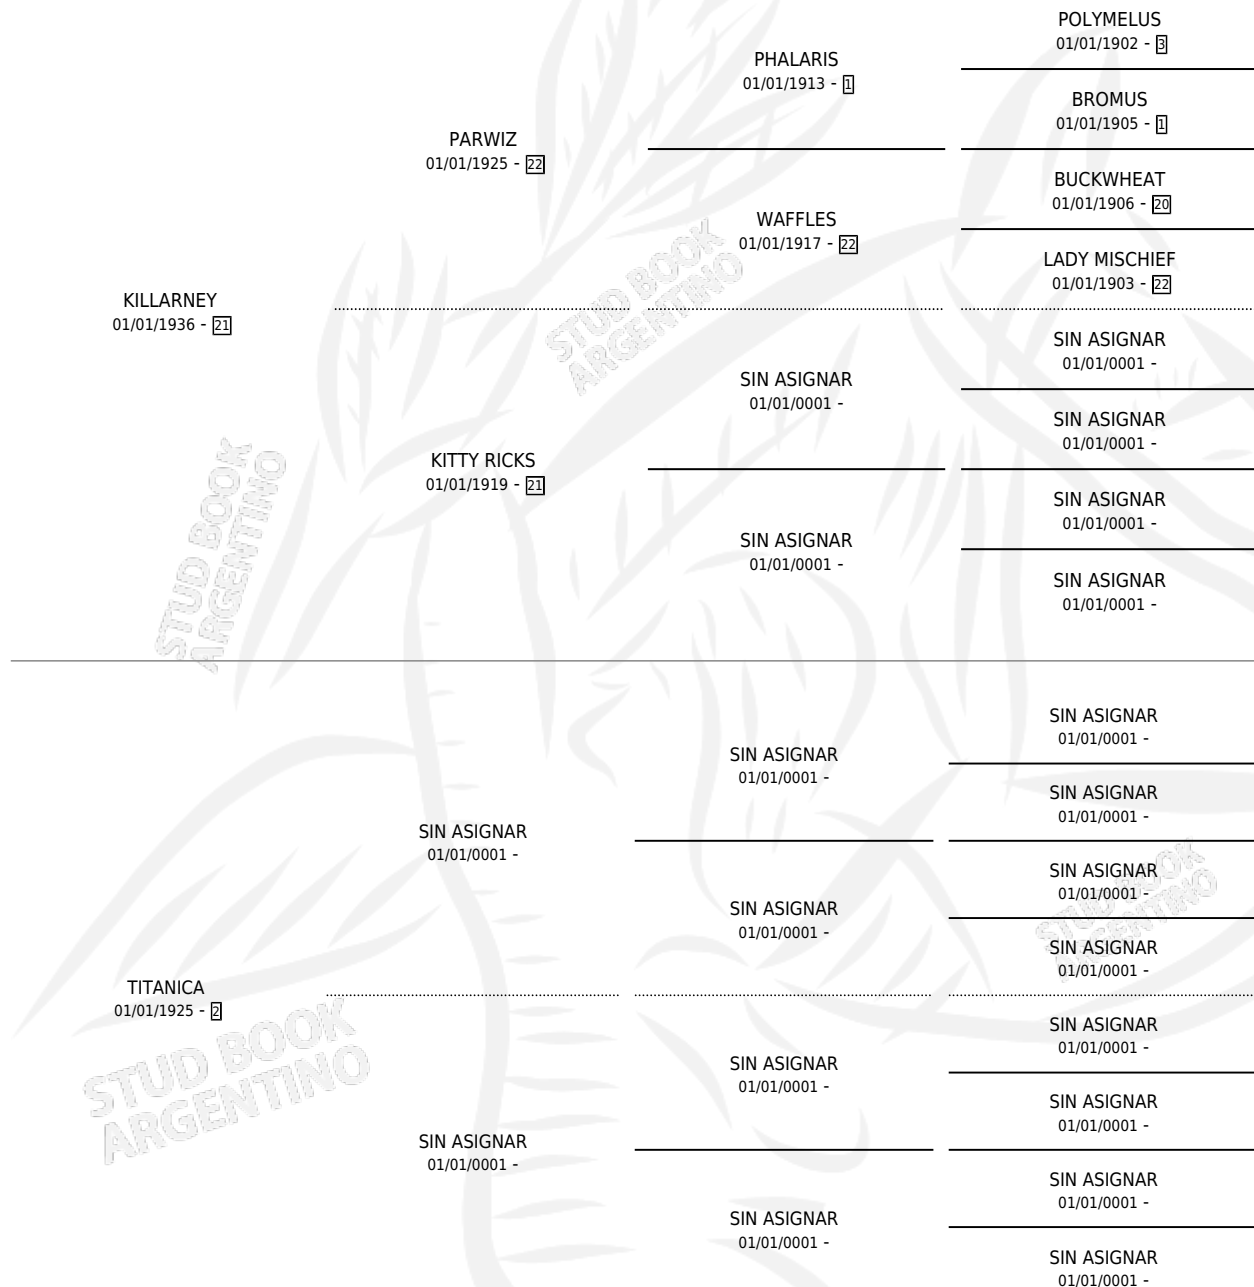 POLYMELUS
01/01/1902 - 3
PHALARIS
01/01/1913 - 1
BROMUS
01/01/1905 - 1
PARWIZ
01/01/1925 - 22
BUCKWHEAT
01/01/1906 - 20
WAFFLES
01/01/1917 - 22
LADY MISCHIEF
01/01/1903 - 22
KILLARNEY
01/01/1936 - 21
STUD BOOK
ARGENTINO
SIN ASIGNAR
01/01/0001 -
SIN ASIGNAR
01/01/0001 -
SIN ASIGNAR
01/01/0001 -
KITTY RICKS
01/01/1919 - 21
SIN ASIGNAR
01/01/0001 -
SIN ASIGNAR
01/01/0001 -
SIN ASIGNAR
01/01/0001 -
STUD BOOK
ARGENTINO
SIN ASIGNAR
01/01/0001 -
SIN ASIGNAR
01/01/0001 -
SIN ASIGNAR
01/01/0001 -
SIN ASIGNAR
01/01/0001 -
SIN ASIGNAR
01/01/0001 -
SIN ASIGNAR
01/01/0001 -
SIN ASIGNAR
01/01/0001 -
STUD BOOK
ARGENTINO
TITANICA
01/01/1925 - 2
SIN ASIGNAR
01/01/0001 -
SIN ASIGNAR
01/01/0001 -
STUD BOOK
ARGENTINO
SIN ASIGNAR
01/01/0001 -
SIN ASIGNAR
01/01/0001 -
SIN ASIGNAR
01/01/0001 -
SIN ASIGNAR
01/01/0001 -
SIN ASIGNAR
01/01/0001 -